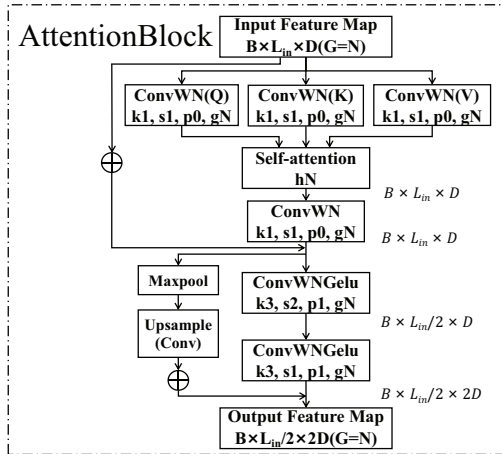 AttentionBlock
Input Feature Map
B×L_in×D(G=N)
ConvWN(Q)
k1, s1, p0, gN
ConvWN(K)
k1, s1, p0, gN
ConvWN(V)
k1, s1, p0, gN
Self-attention
hN
B × L_in × D
ConvWN
k1, s1, p0, gN
B × L_in × D
Maxpool
ConvWNGelu
k3, s2, p1, gN
Upsample
(Conv)
B × L_in/2 × D
ConvWNGelu
k3, s1, p1, gN
B × L_in/2 × 2D
Output Feature Map
B×L_in/2 ×2D(G=N)